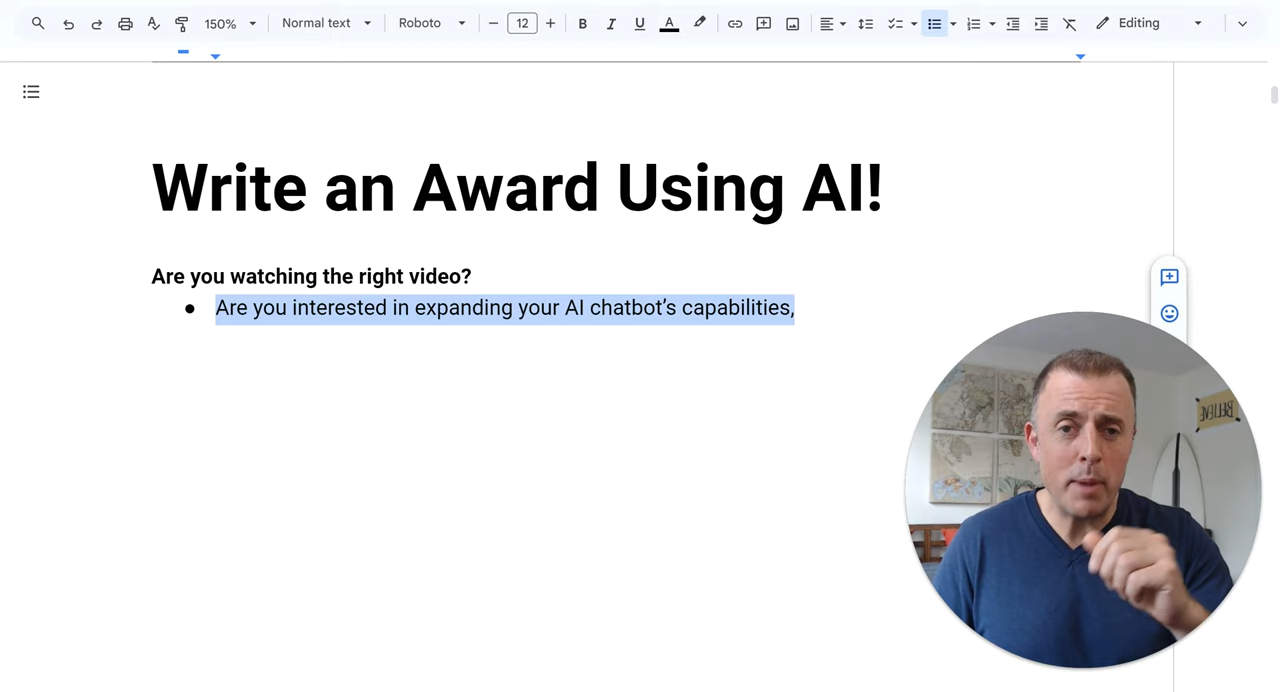 150%
Normal text
Roboto
12
B
I
U
A
Editing
Write an Award Using AI!
Are you watching the right video?
● Are you interested in expanding your AI chatbot’s capabilities,
BELIEVE